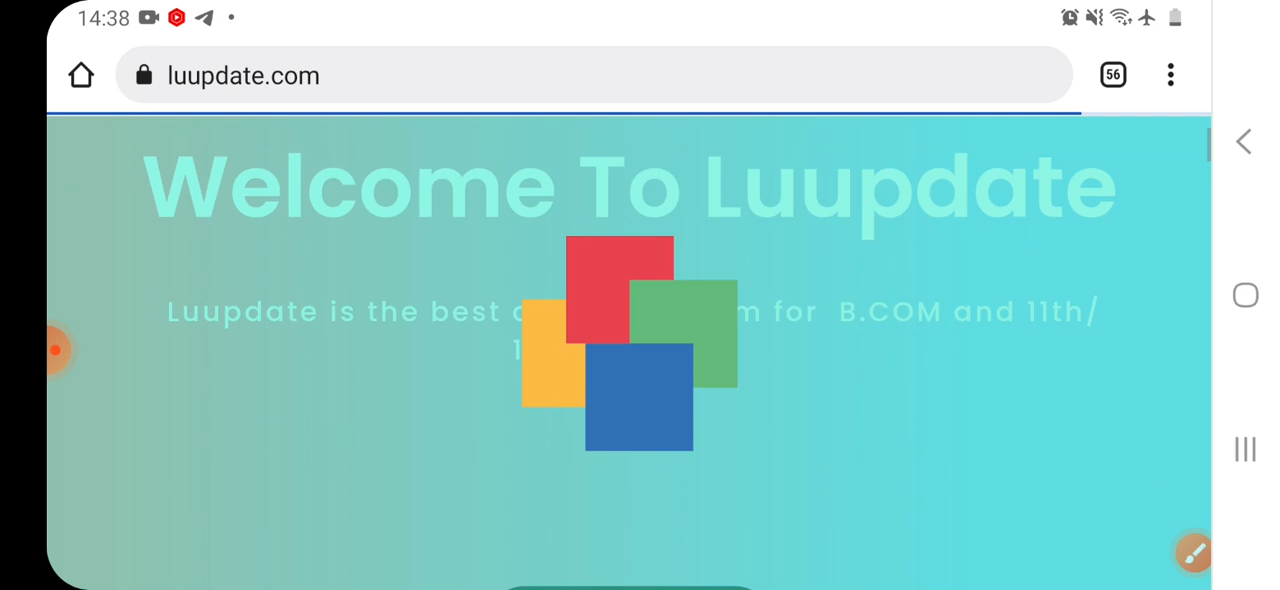 14:38
luupdate.com
56
Welcome To Luupdate
Luupdate is the best for B.COM and 11th/